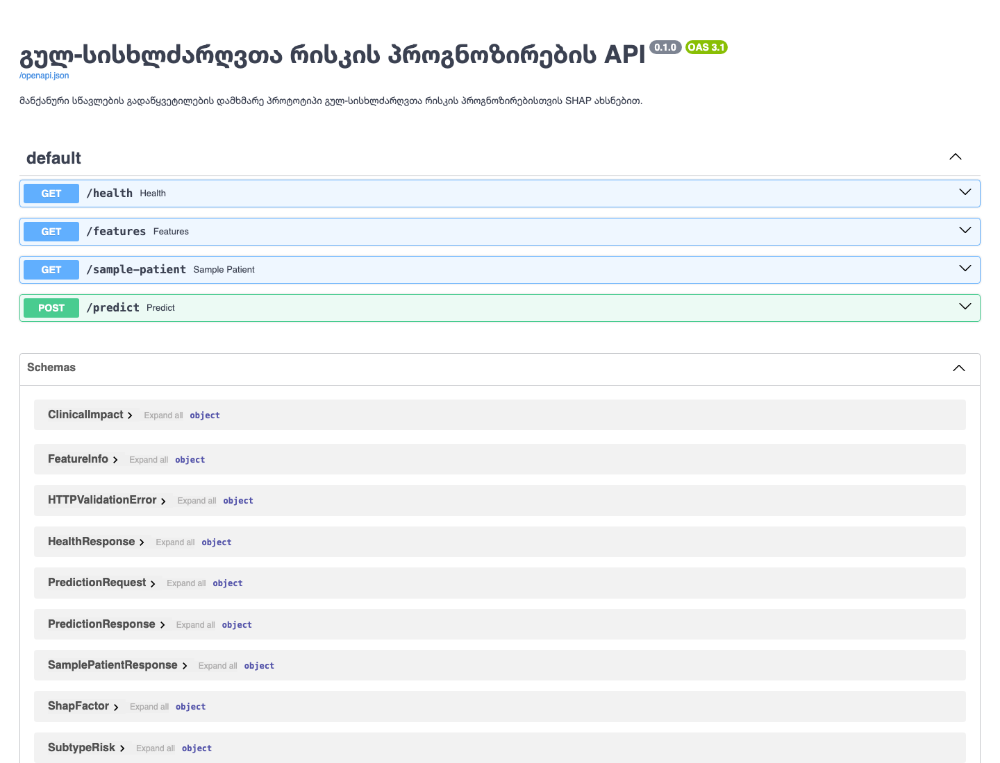 გულ-სისხლძარღვთა რისკის პროგნოზირების API 0.1.0 OAS 3.1
/openapi.json
მანქანური სწავლების გადაწყვეტილების დამხმარე პროტოტიპი გულ-სისხლძარღვთა რისკის პროგნოზირებისთვის SHAP ახსნებით.
default
GET /health Health
GET /features Features
GET /sample-patient Sample Patient
POST /predict Predict
Schemas
ClinicalImpact Expand all object
FeatureInfo Expand all object
HTTPValidationError Expand all object
HealthResponse Expand all object
PredictionRequest Expand all object
PredictionResponse Expand all object
SamplePatientResponse Expand all object
ShapFactor Expand all object
SubtypeRisk Expand all object